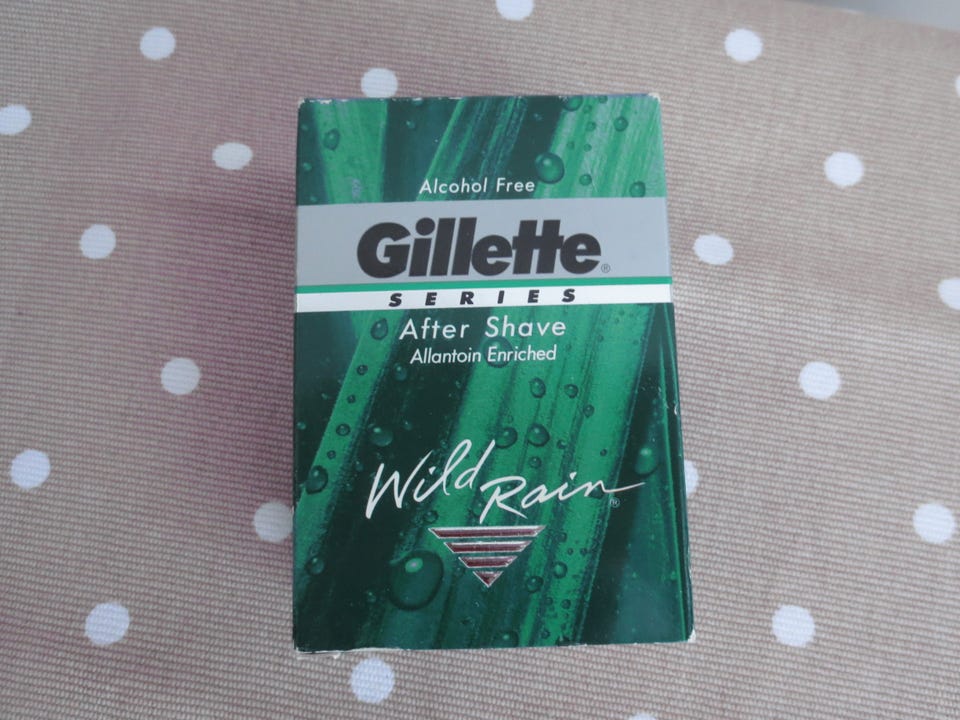 Alcohol Free
Gillette®
SERIES
After Shave
Allantoin Enriched
Wild Rain®